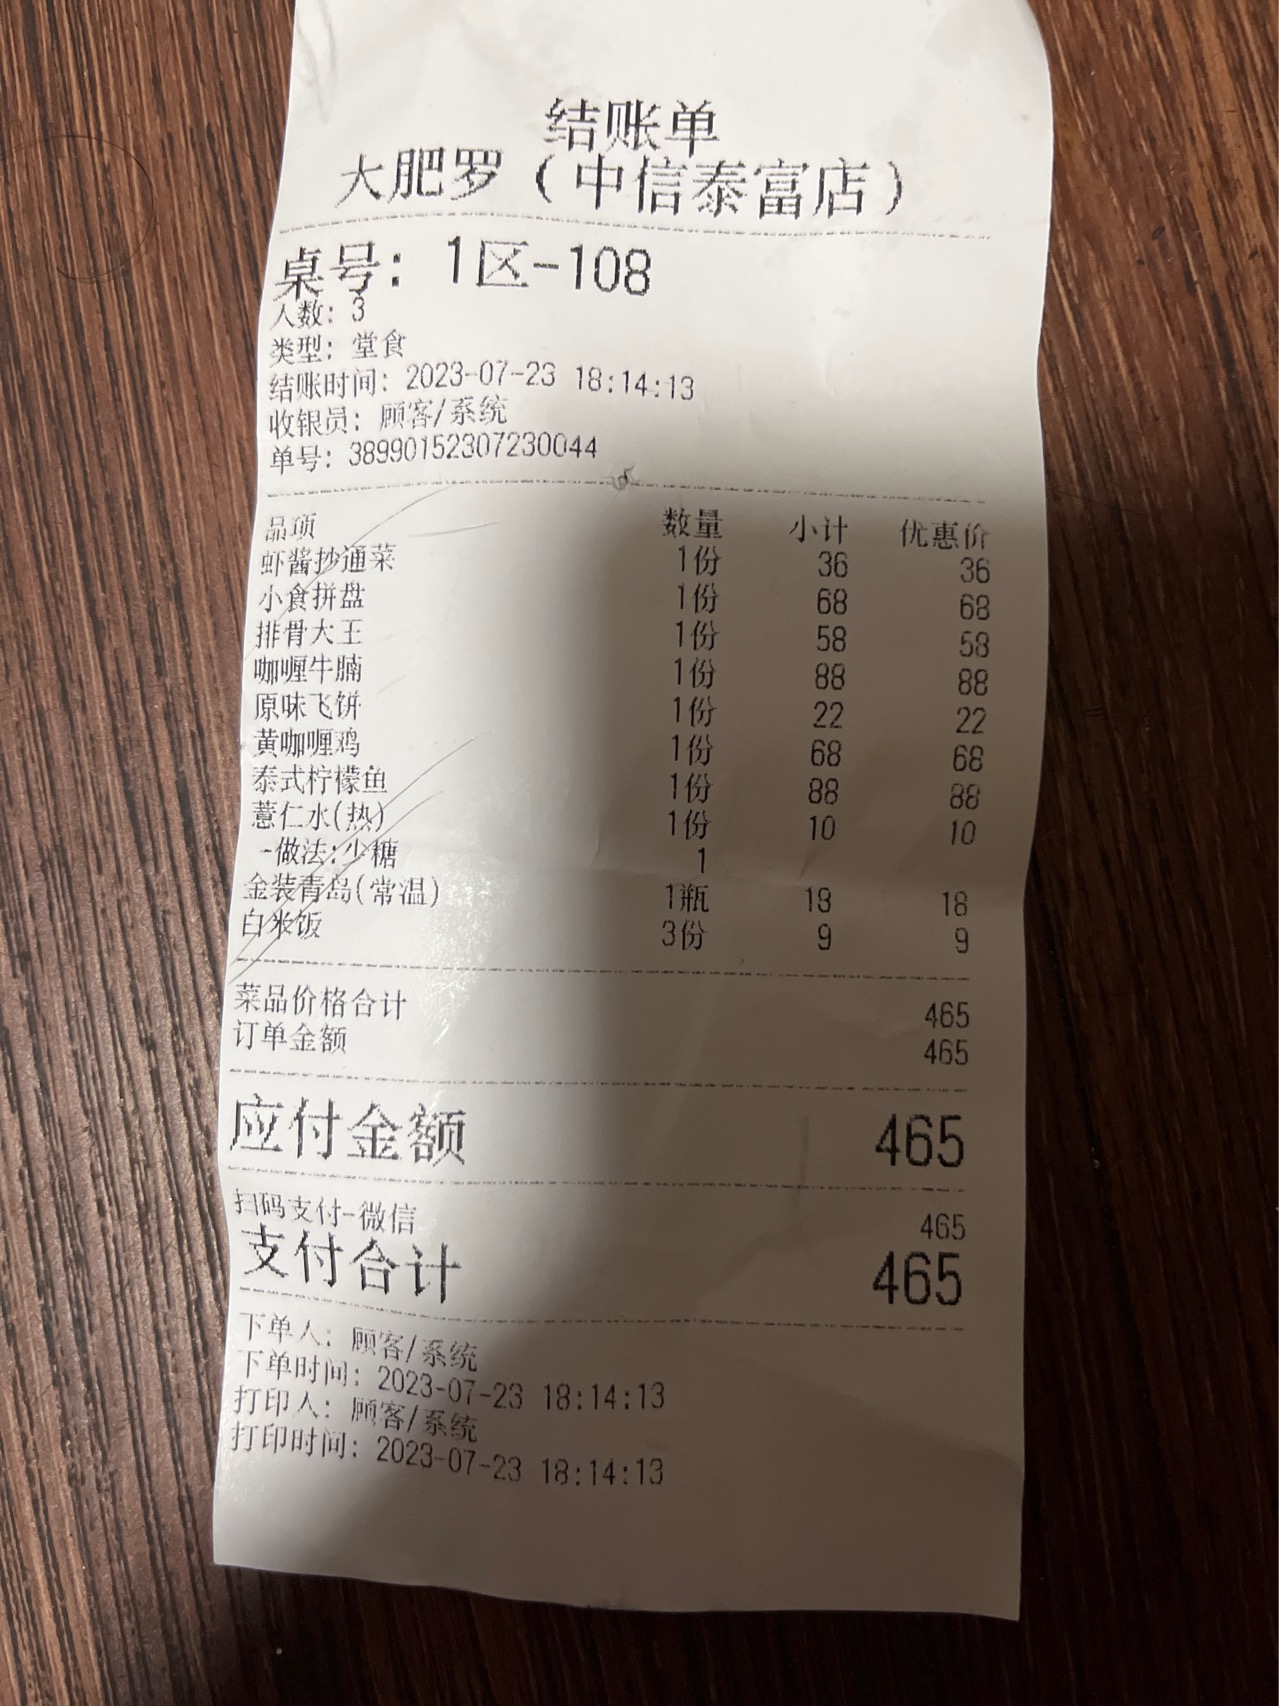 结账单
大肥罗（中信泰富店）
桌号：1区-108
人数：3
类型：堂食
结账时间：2023-07-23 18:14:13
收银员：顾客/系统
单号：38990152307230044
品项 数量 小计 优惠价
虾酱抄通菜 1份 36 36
小食拼盘 1份 68 68
排骨大王 1份 58 58
咖喱牛腩 1份 88 88
原味飞饼 1份 22 22
黄咖喱鸡 1份 68 68
泰式柠檬鱼 1份 88 88
薏仁水(热) 1份 10 10
-做法:少糖 1
金装青岛(常温) 1瓶 18 18
白米饭 3份 9 9
菜品价格合计 465
订单金额 465
应付金额 465
扫码支付-微信 465
支付合计 465
下单人：顾客/系统
下单时间：2023-07-23 18:14:13
打印人：顾客/系统
打印时间：2023-07-23 18:14:13